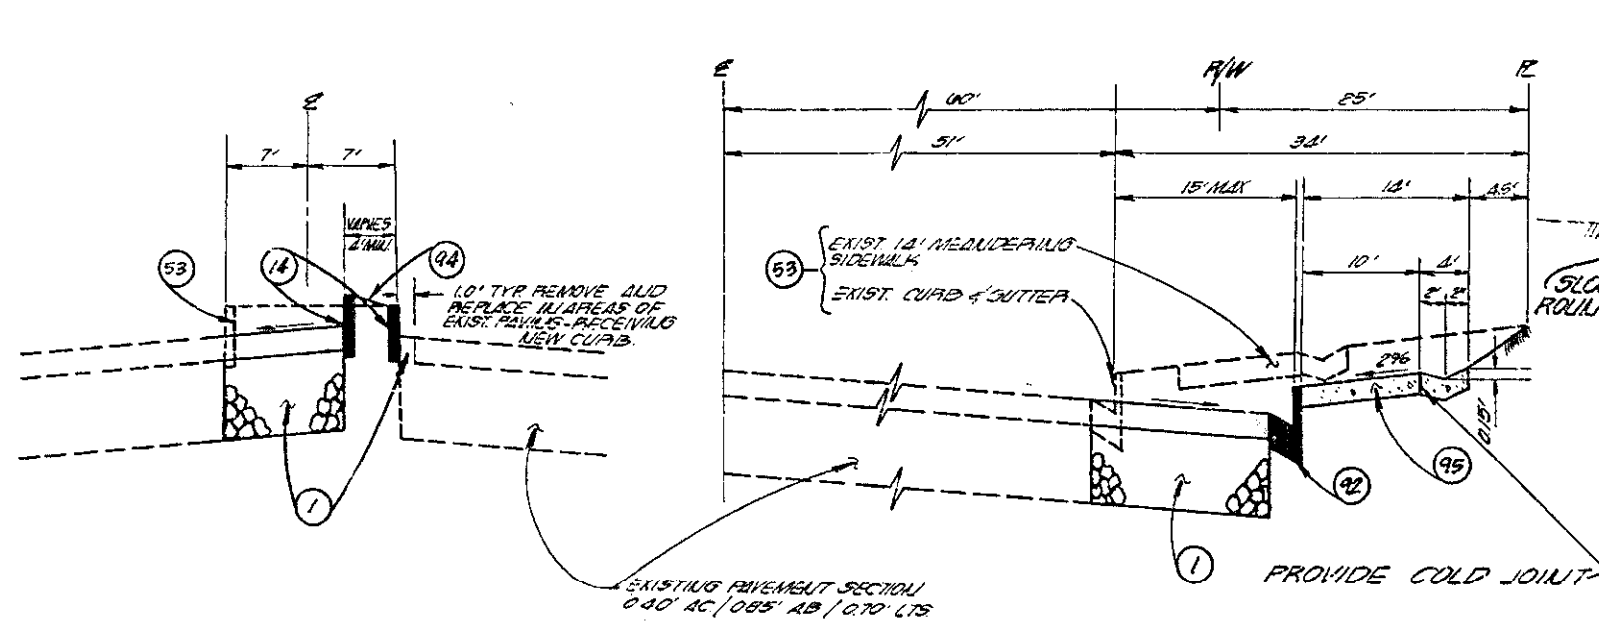 ℄
7'
7'
VARIES
4' MIN.
53
14
94
1.0' TYP. REMOVE AND
REPLACE IN AREAS OF
EXIST. PAVING-RECEIVING
NEW CURB.
1
℄
R/W
60'
25'
51'
34'
15' MAX
14'
4.5'
53
EXIST. 14' MEANDERING
SIDEWALK
EXIST. CURB & GUTTER
10'
4'
2'
2'
(SLO
ROUN
2%
0.15'
95
92
1
PROVIDE COLD JOINT
EXISTING PAVEMENT SECTION
0.40' AC / 0.85' AB / 0.70' LTS